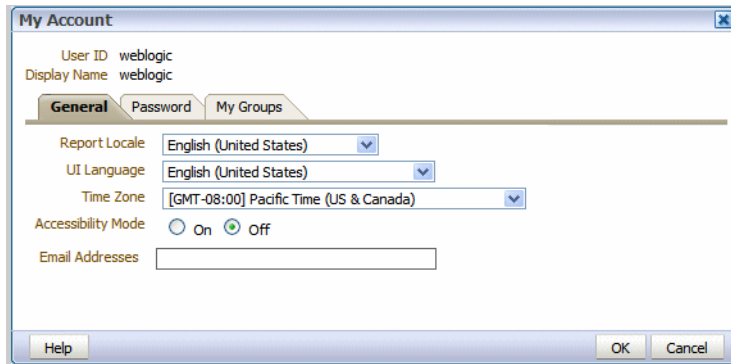 My Account
User ID weblogic
Display Name weblogic
General Password My Groups
Report Locale English (United States)
UI Language English (United States)
Time Zone [GMT-08:00] Pacific Time (US & Canada)
Accessibility Mode On Off
Email Addresses
Help OK Cancel